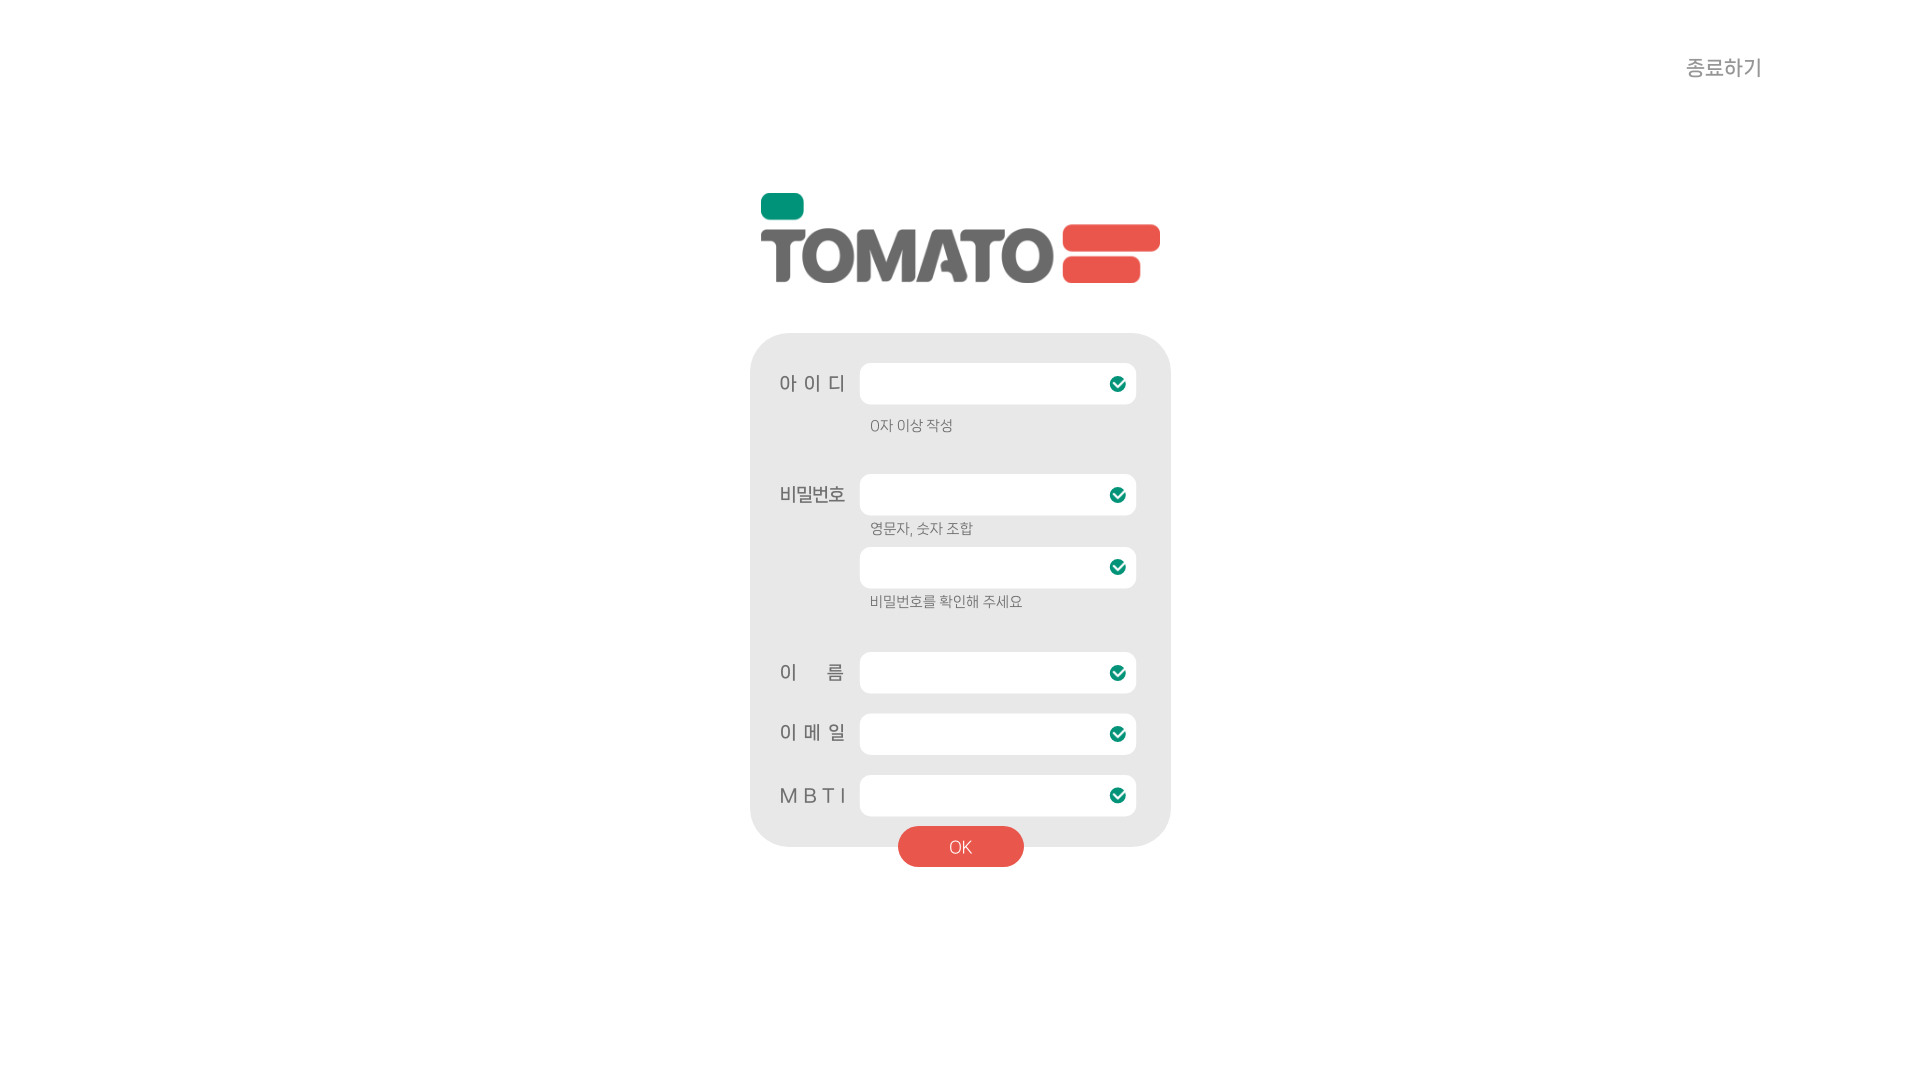 종료하기
TOMATO
아이디
0자 이상 작성
비밀번호
영문자, 숫자 조합
비밀번호를 확인해 주세요
이 름
이메일
MBTI
OK